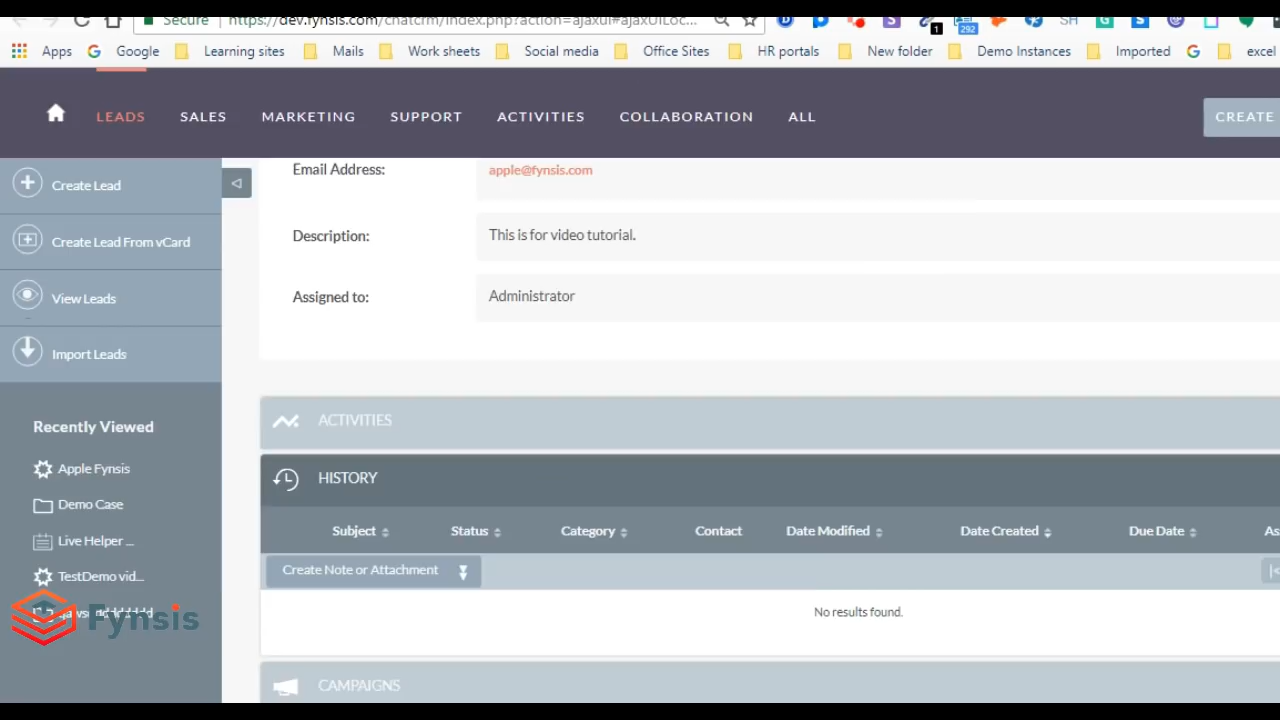 Secure https://dev.fynsis.com/chatcrm/index.php?action=ajaxui#ajaxUILoc...
1
292
SH
Apps Google Learning sites Mails Work sheets Social media Office Sites HR portals New folder Demo Instances Imported excel
LEADS SALES MARKETING SUPPORT ACTIVITIES COLLABORATION ALL CREATE
Create Lead
Create Lead From vCard
View Leads
Import Leads
Recently Viewed
Apple Fynsis
Demo Case
Live Helper ...
TestDemo vid...
Fynsis
Email Address: apple@fynsis.com
Description: This is for video tutorial.
Assigned to: Administrator
ACTIVITIES
HISTORY
Subject Status Category Contact Date Modified Date Created Due Date As
Create Note or Attachment
No results found.
CAMPAIGNS